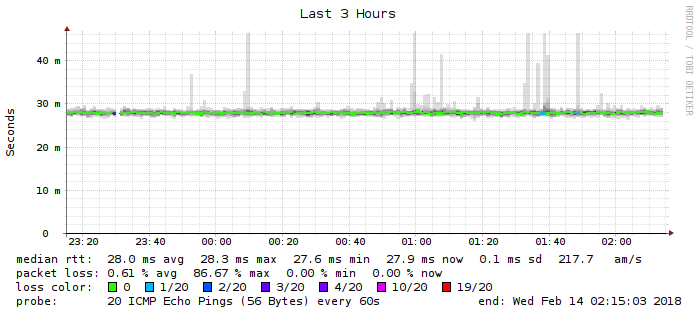 Last 3 Hours
RRDTOOL / TOBI OETIKER
Seconds
40 m
30 m
20 m
10 m
0
23:20 23:40 00:00 00:20 00:40 01:00 01:20 01:40 02:00
median rtt: 28.0 ms avg 28.3 ms max 27.6 ms min 27.9 ms now 0.1 ms sd 217.7 am/s
packet loss: 0.61 % avg 86.67 % max 0.00 % min 0.00 % now
loss color: 0 1/20 2/20 3/20 4/20 10/20 19/20
probe: 20 ICMP Echo Pings (56 Bytes) every 60s end: Wed Feb 14 02:15:03 2018